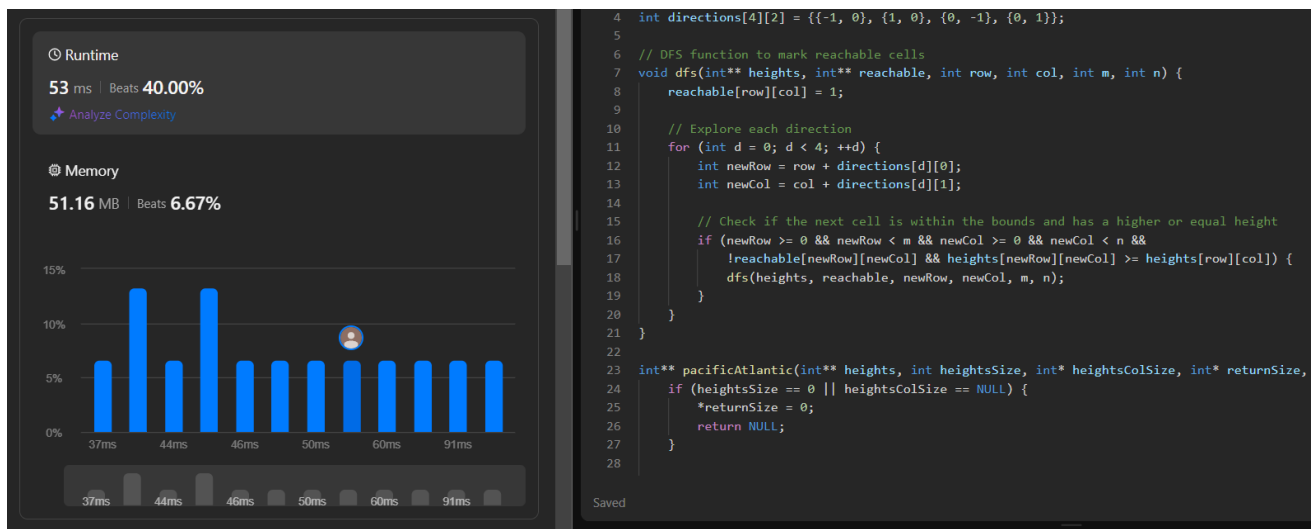 Runtime
53 ms | Beats 40.00%
Analyze Complexity
Memory
51.16 MB | Beats 6.67%
15%
10%
5%
0%
37ms 44ms 46ms 50ms 60ms 91ms
37ms 44ms 46ms 50ms 60ms 91ms
4 int directions[4][2] = {{-1, 0}, {1, 0}, {0, -1}, {0, 1}};
5
6 // DFS function to mark reachable cells
7 void dfs(int** heights, int** reachable, int row, int col, int m, int n) {
8     reachable[row][col] = 1;
9
10     // Explore each direction
11     for (int d = 0; d < 4; ++d) {
12         int newRow = row + directions[d][0];
13         int newCol = col + directions[d][1];
14
15         // Check if the next cell is within the bounds and has a higher or equal height
16         if (newRow >= 0 && newRow < m && newCol >= 0 && newCol < n &&
17             !reachable[newRow][newCol] && heights[newRow][newCol] >= heights[row][col]) {
18             dfs(heights, reachable, newRow, newCol, m, n);
19         }
20     }
21 }
22
23 int** pacificAtlantic(int** heights, int heightsSize, int* heightsColSize, int* returnSize,
24     if (heightsSize == 0 || heightsColSize == NULL) {
25         *returnSize = 0;
26         return NULL;
27     }
28
Saved